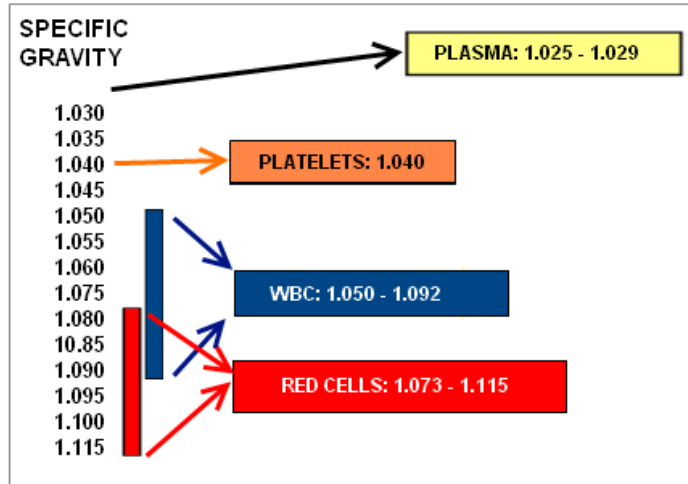 SPECIFIC
GRAVITY
PLASMA: 1.025 - 1.029
1.030
1.035
1.040
1.045
1.050
1.055
1.060
1.075
1.080
10.85
1.090
1.095
1.100
1.115
PLATELETS: 1.040
WBC: 1.050 - 1.092
RED CELLS: 1.073 - 1.115